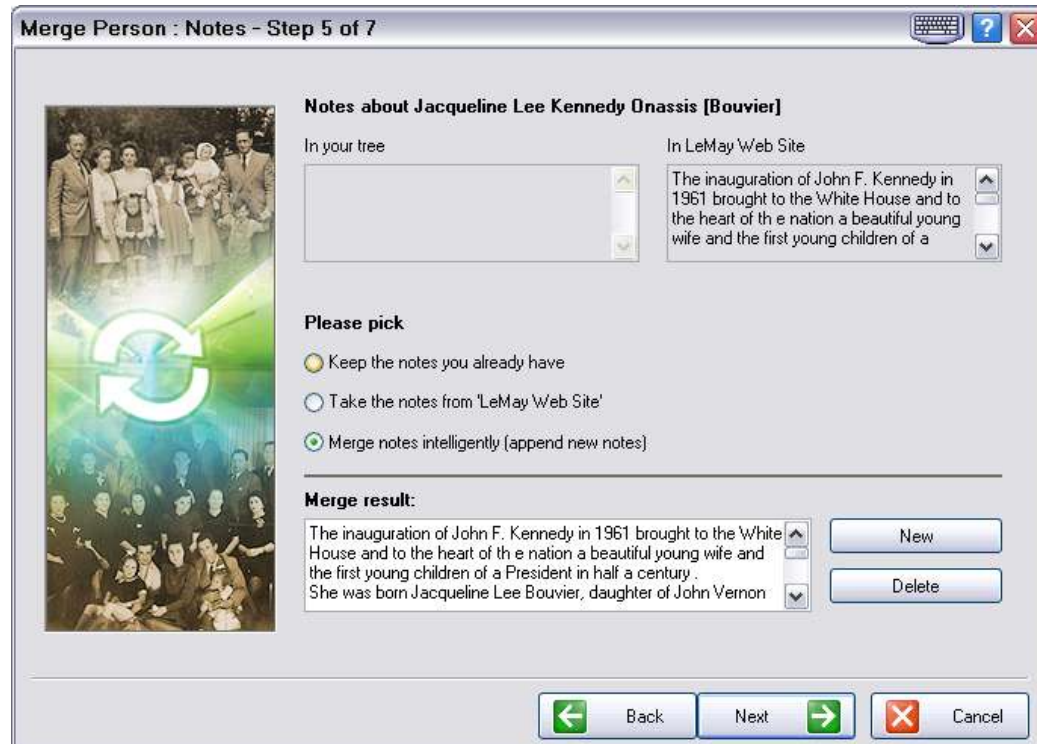 Merge Person : Notes - Step 5 of 7
Notes about Jacqueline Lee Kennedy Onassis [Bouvier]
In your tree
In LeMay Web Site
The inauguration of John F. Kennedy in
1961 brought to the White House and to
the heart of th e nation a beautiful young
wife and the first young children of a
Please pick
Keep the notes you already have
Take the notes from 'LeMay Web Site'
Merge notes intelligently (append new notes)
Merge result:
The inauguration of John F. Kennedy in 1961 brought to the White
House and to the heart of th e nation a beautiful young wife and
the first young children of a President in half a century .
She was born Jacqueline Lee Bouvier, daughter of John Vernon
New
Delete
Back
Next
Cancel